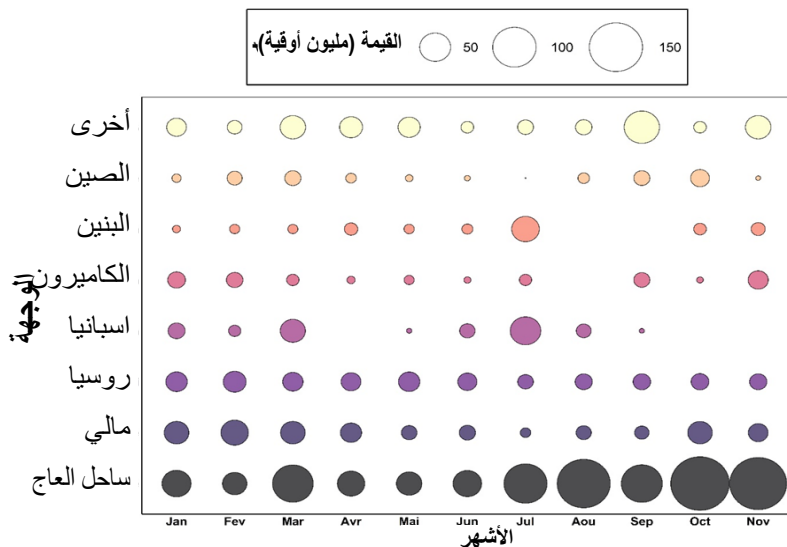 القيمة (مليون أوقية)، 50 100 150
أخرى
الصين
البنين
الكاميرون
الوجهة
اسبانيا
روسيا
مالي
ساحل العاج
Jan Fev Mar Avr Mai Jun Jul Aou Sep Oct Nov
الأشهر